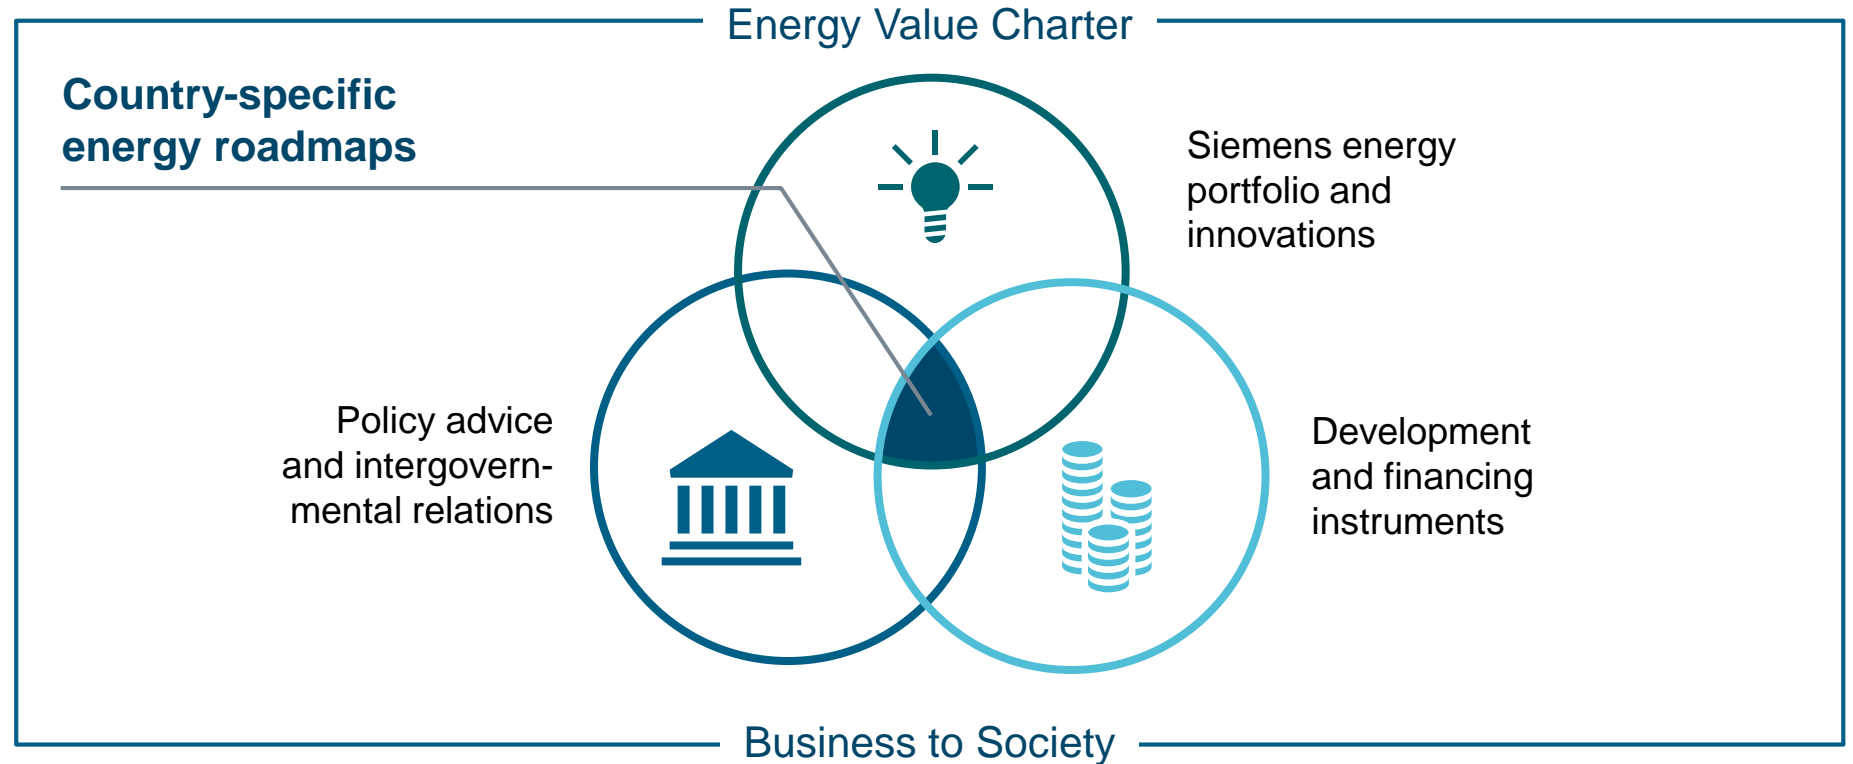 Energy Value Charter
Country-specific
energy roadmaps
Siemens energy
portfolio and
innovations
Policy advice
and intergovern-
mental relations
Development
and financing
instruments
Business to Society